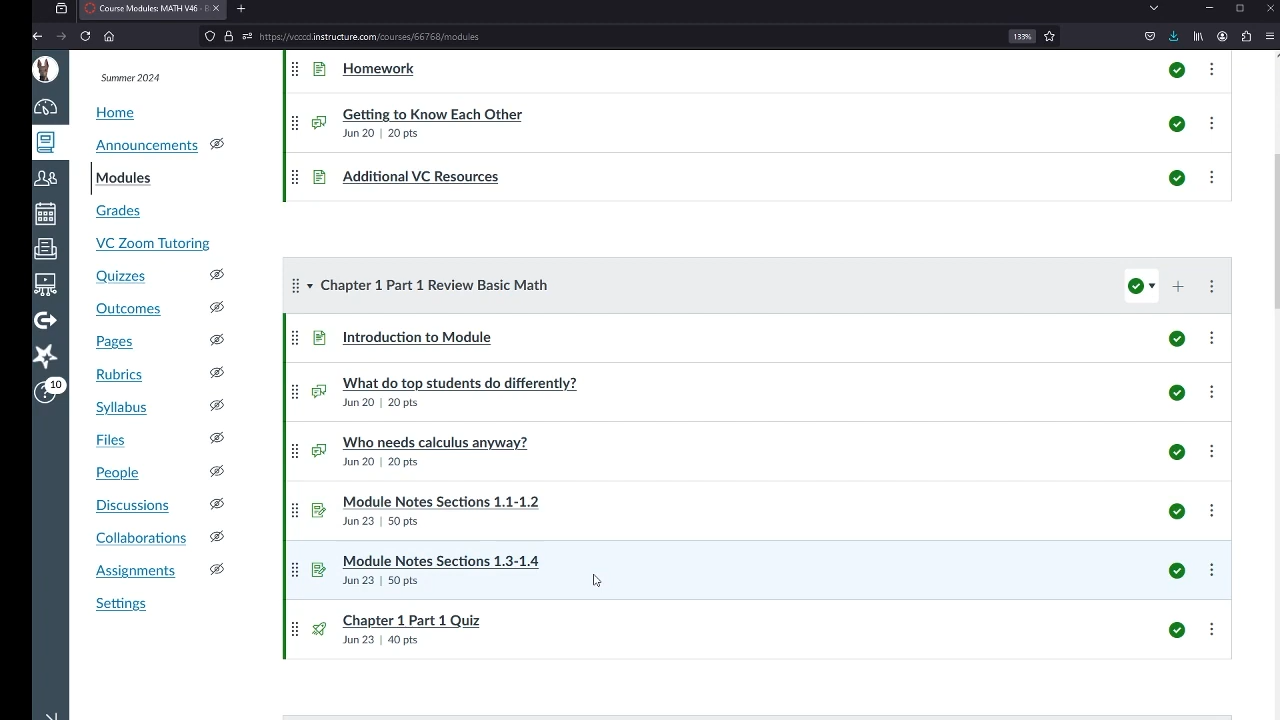 Course Modules: MATH V46 - B
https://vcccd.instructure.com/courses/66768/modules
133%
Summer 2024
Home
Announcements
Modules
Grades
VC Zoom Tutoring
Quizzes
Outcomes
Pages
Rubrics
Syllabus
Files
People
Discussions
Collaborations
Assignments
Settings
10
Homework
Getting to Know Each Other
Jun 20 | 20 pts
Additional VC Resources
Chapter 1 Part 1 Review Basic Math
Introduction to Module
What do top students do differently?
Jun 20 | 20 pts
Who needs calculus anyway?
Jun 20 | 20 pts
Module Notes Sections 1.1-1.2
Jun 23 | 50 pts
Module Notes Sections 1.3-1.4
Jun 23 | 50 pts
Chapter 1 Part 1 Quiz
Jun 23 | 40 pts